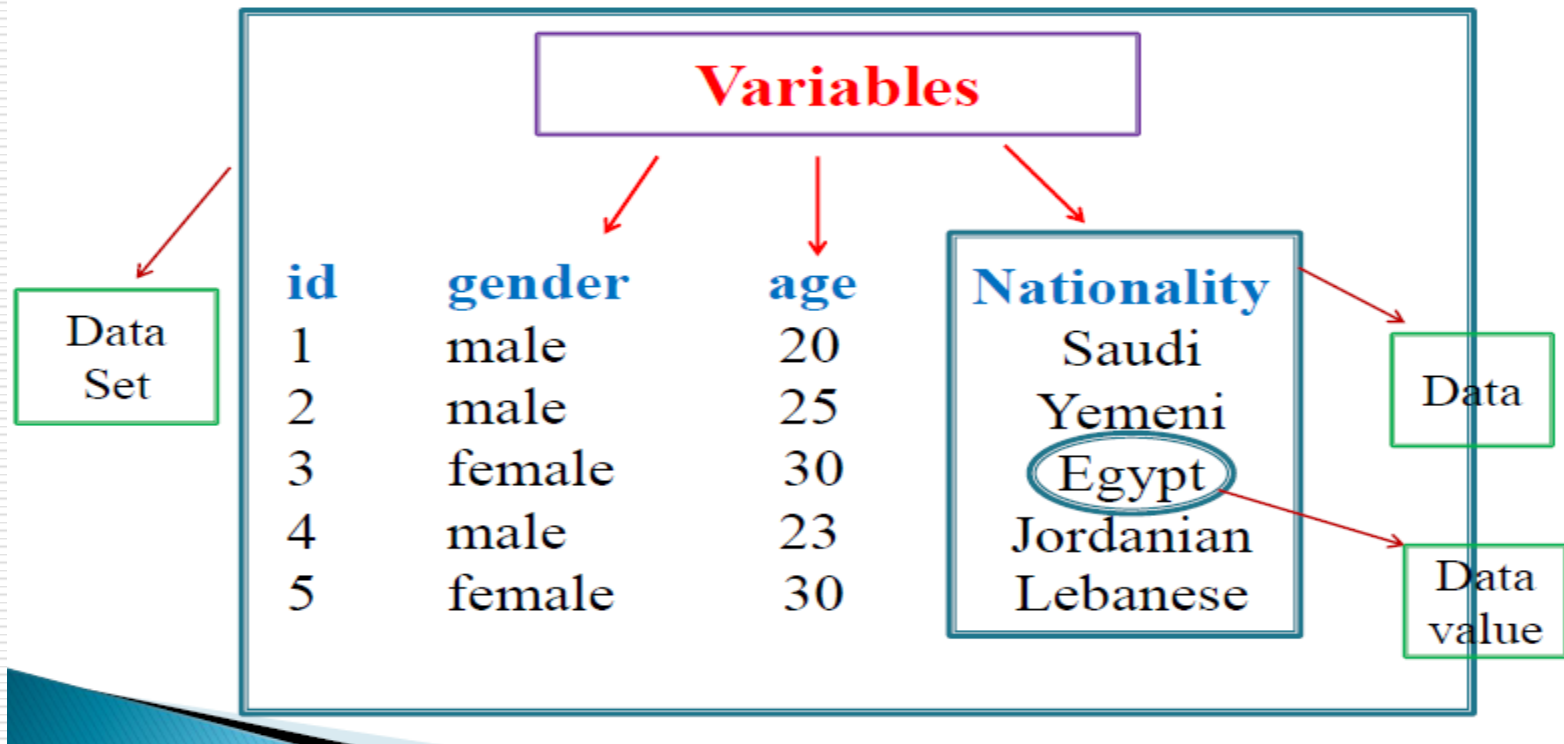 Variables
id gender age Nationality
1 male 20 Saudi
2 male 25 Yemeni
3 female 30 Egypt
4 male 23 Jordanian
5 female 30 Lebanese
Data
Set
Data
Data
value